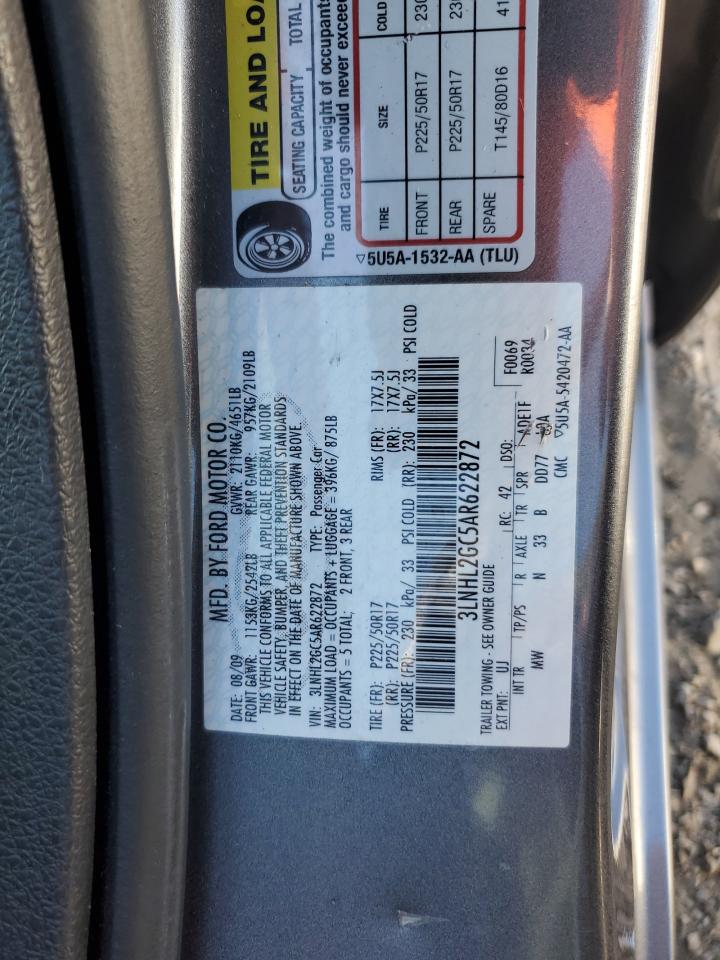 TIRE AND LOA
SEATING CAPACITY TOTAL
The combined weight of occupants
and cargo should never exceed
TIRE SIZE COLD
FRONT P225/50R17 230
REAR P225/50R17 230
SPARE T145/80D16 41
5U5A-1532-AA (TLU)
MFD. BY FORD MOTOR CO.
DATE: 08/09 GVWR: 2110KG/4651LB
FRONT GAWR: 1153KG/2542LB REAR GAWR: 957KG/2109LB
THIS VEHICLE CONFORMS TO ALL APPLICABLE FEDERAL MOTOR
VEHICLE SAFETY, BUMPER, AND THEFT PREVENTION STANDARDS
IN EFFECT ON THE DATE OF MANUFACTURE SHOWN ABOVE.
VIN: 3LNHL2GC5AR622872 TYPE: Passenger Car
MAXIMUM LOAD = OCCUPANTS + LUGGAGE = 396KG/ 875LB
OCCUPANTS = 5 TOTAL; 2 FRONT, 3 REAR
TIRE (FR): P225/50R17 RIMS (FR): 17X7.5J
(RR): P225/50R17 (RR): 17X7.5J
PRESSURE (FR): 230 kPa/ 33 PSI COLD (RR): 230 kPa/ 33 PSI COLD
3LNHL2GC5AR622872
TRAILER TOWING - SEE OWNER GUIDE
EXT PNT: UJ RC: 42 DSO: F0069
R0034
INT TR TP/PS R AXLE TR SPR ADE1F
MW N 33 B DD77
CMC 5U5A-5420472-AA